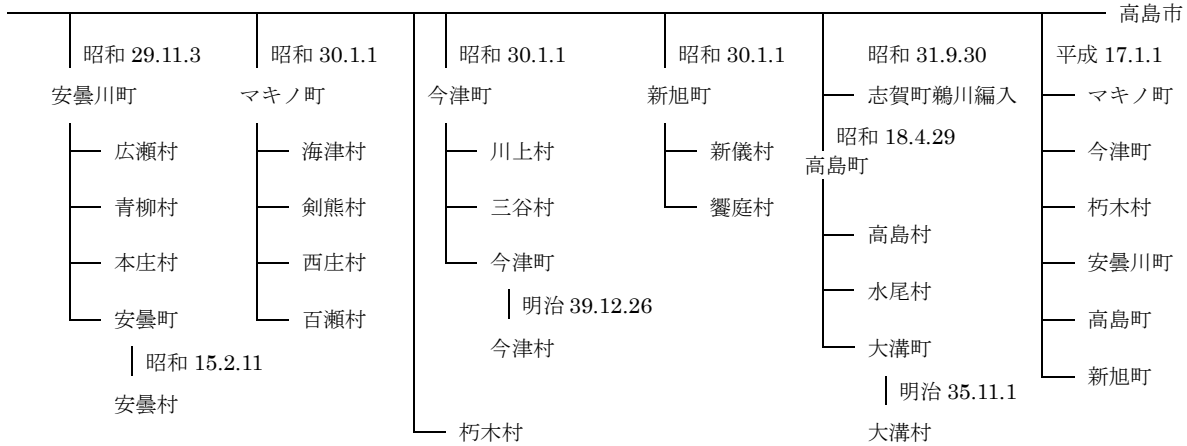 高島市
昭和 29.11.3
昭和 30.1.1
昭和 30.1.1
昭和 30.1.1
昭和 31.9.30
平成 17.1.1
安曇川町
マキノ町
今津町
新旭町
志賀町鵜川編入
マキノ町
昭和 18.4.29
高島町
広瀬村
海津村
川上村
新儀村
今津町
青柳村
剣熊村
三谷村
饗庭村
朽木村
高島村
本庄村
西庄村
今津町
安曇川町
水尾村
明治 39.12.26
安曇町
百瀬村
高島町
今津村
大溝町
昭和 15.2.11
新旭町
明治 35.11.1
安曇村
朽木村
大溝村